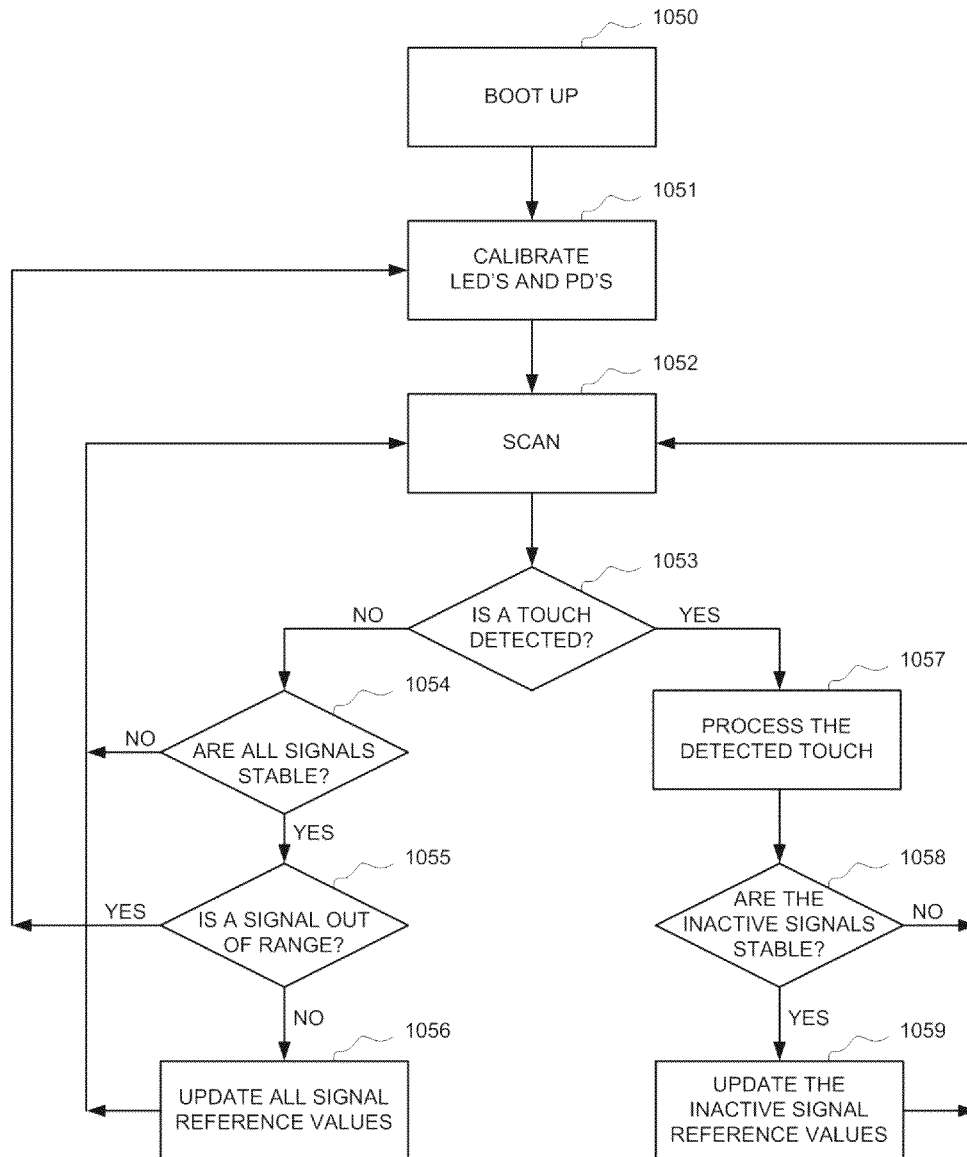 1050
BOOT UP
1051
CALIBRATE
LED'S AND PD'S
1052
SCAN
1053
NO
IS A TOUCH
DETECTED?
YES
1054
NO
ARE ALL SIGNALS
STABLE?
YES
1057
PROCESS THE
DETECTED TOUCH
1055
YES
IS A SIGNAL OUT
OF RANGE?
NO
1058
ARE THE
INACTIVE SIGNALS
STABLE?
NO
YES
1056
UPDATE ALL SIGNAL
REFERENCE VALUES
1059
UPDATE THE
INACTIVE SIGNAL
REFERENCE VALUES